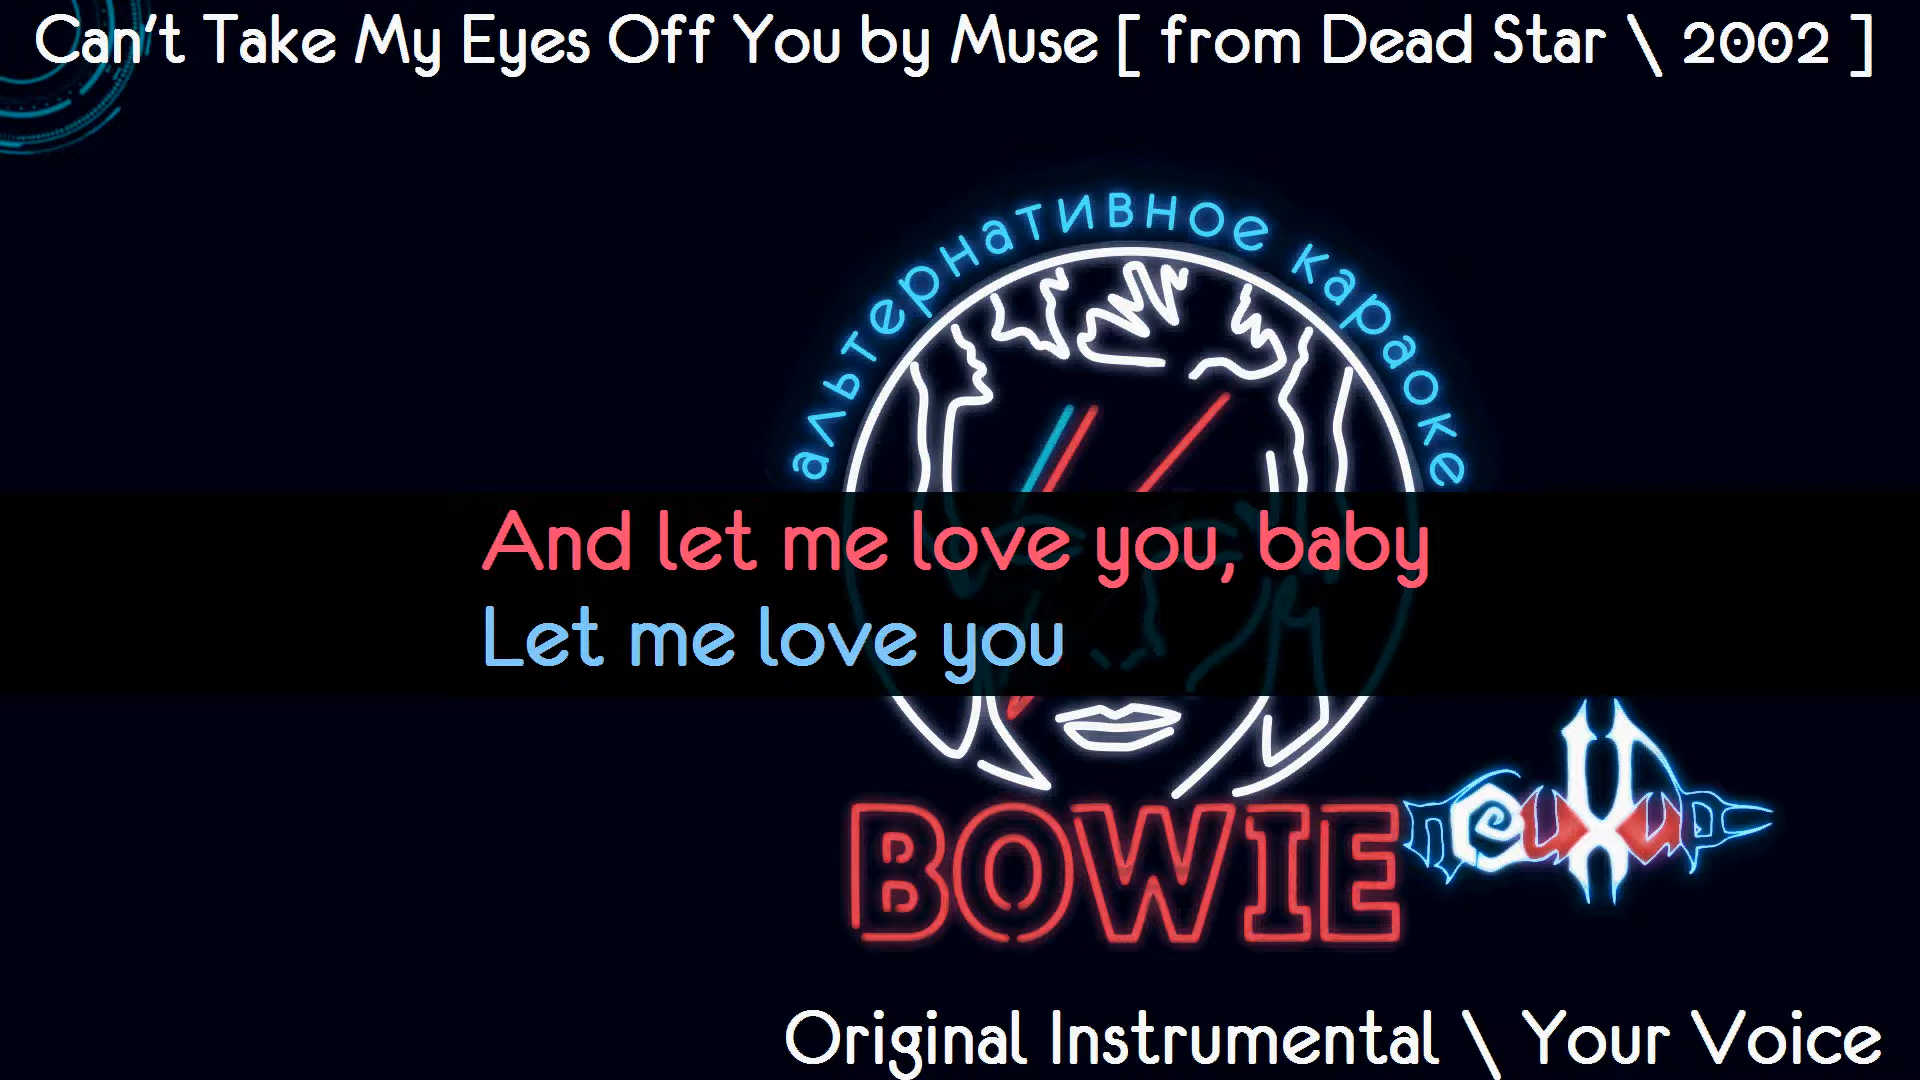 Can't Take My Eyes Off You by Muse [ from Dead Star \ 2002 ]
альтернативное караоке
And let me love you, baby
Let me love you
BOWIE
Original Instrumental \ Your Voice